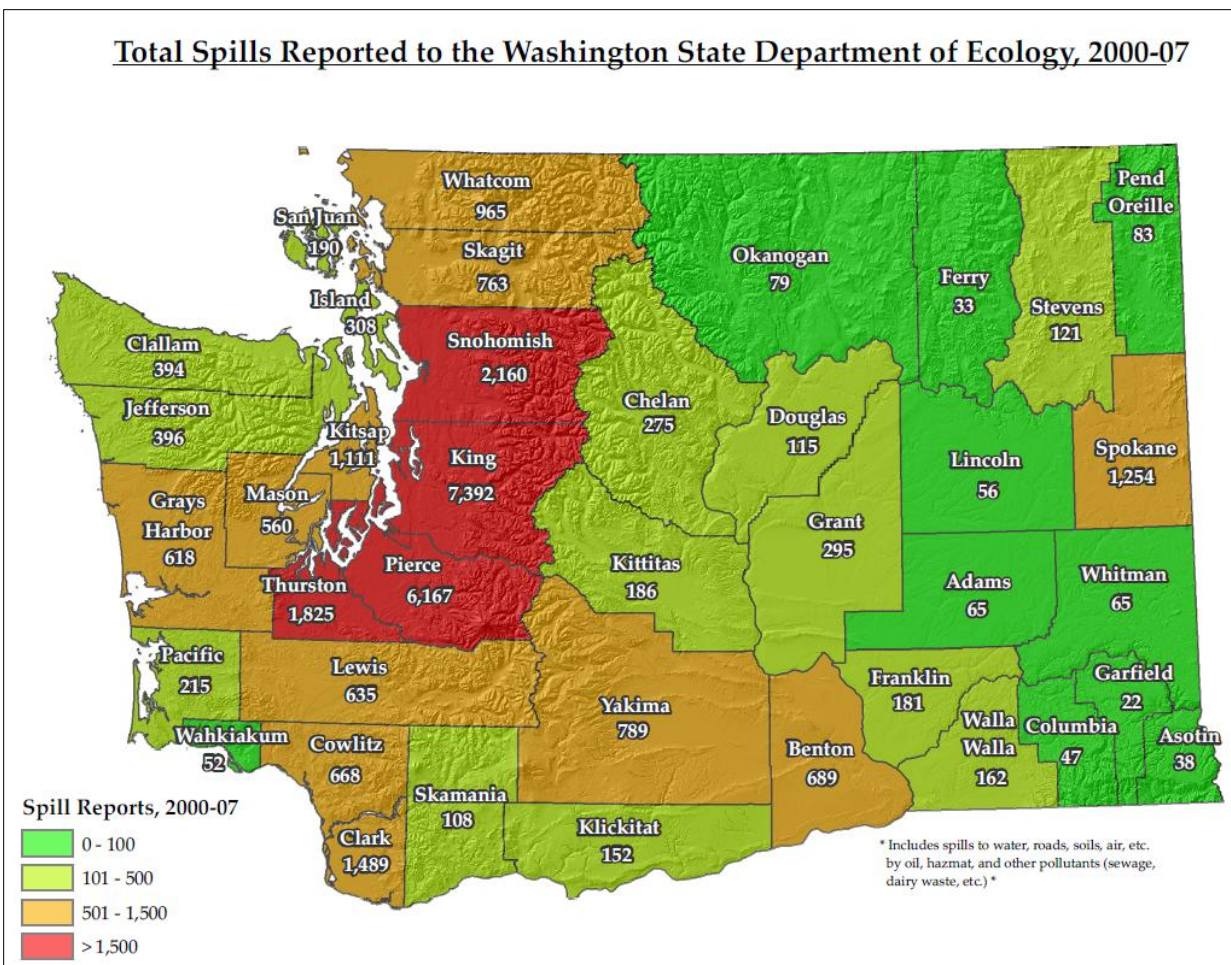 Total Spills Reported to the Washington State Department of Ecology, 2000-07
Whatcom
965
San Juan
190
Skagit
763
Island
308
Okanogan
79
Ferry
33
Stevens
121
Pend
Oreille
83
Clallam
394
Snohomish
2,160
Jefferson
396
Chelan
275
Douglas
115
Kitsap
1,111
King
7,392
Lincoln
56
Spokane
1,254
Grays
Harbor
618
Mason
560
Grant
295
Thurston
1,825
Pierce
6,167
Kittitas
186
Adams
65
Whitman
65
Pacific
215
Lewis
635
Yakima
789
Franklin
181
Garfield
22
Wahkiakum
52
Cowlitz
668
Benton
689
Walla
Walla
162
Columbia
47
Asotin
38
Skamania
108
Clark
1,489
Klickitat
152
Spill Reports, 2000-07
0 - 100
101 - 500
501 - 1,500
> 1,500
* Includes spills to water, roads, soils, air, etc.
by oil, hazmat, and other pollutants (sewage,
dairy waste, etc.) *